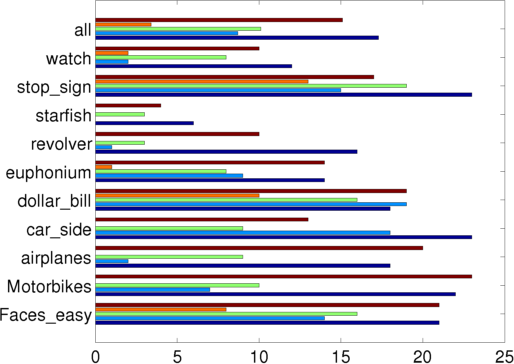 all
watch
stop_sign
starfish
revolver
euphonium
dollar_bill
car_side
airplanes
Motorbikes
Faces_easy
0 5 10 15 20 25